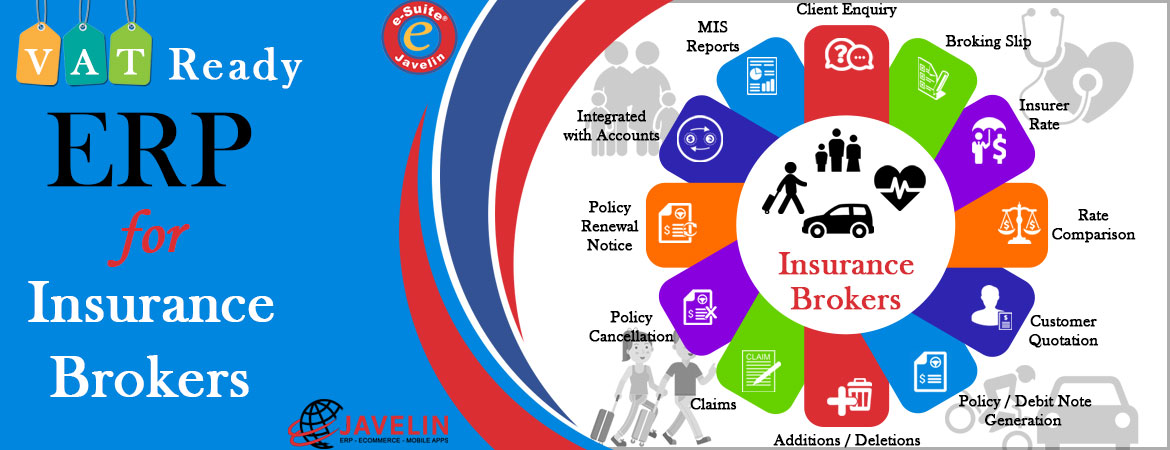 VAT Ready
ERP
for
Insurance
Brokers
e-Suite®
e
Javelin
JAVELIN
ERP - ECOMMERCE - MOBILE APPS
Client Enquiry
Broking Slip
Insurer
Rate
Rate
Comparison
Customer
Quotation
Policy / Debit Note
Generation
Additions / Deletions
Claims
CLAIM
Policy
Cancellation
Policy
Renewal
Notice
Integrated
with Accounts
MIS
Reports
Insurance
Brokers